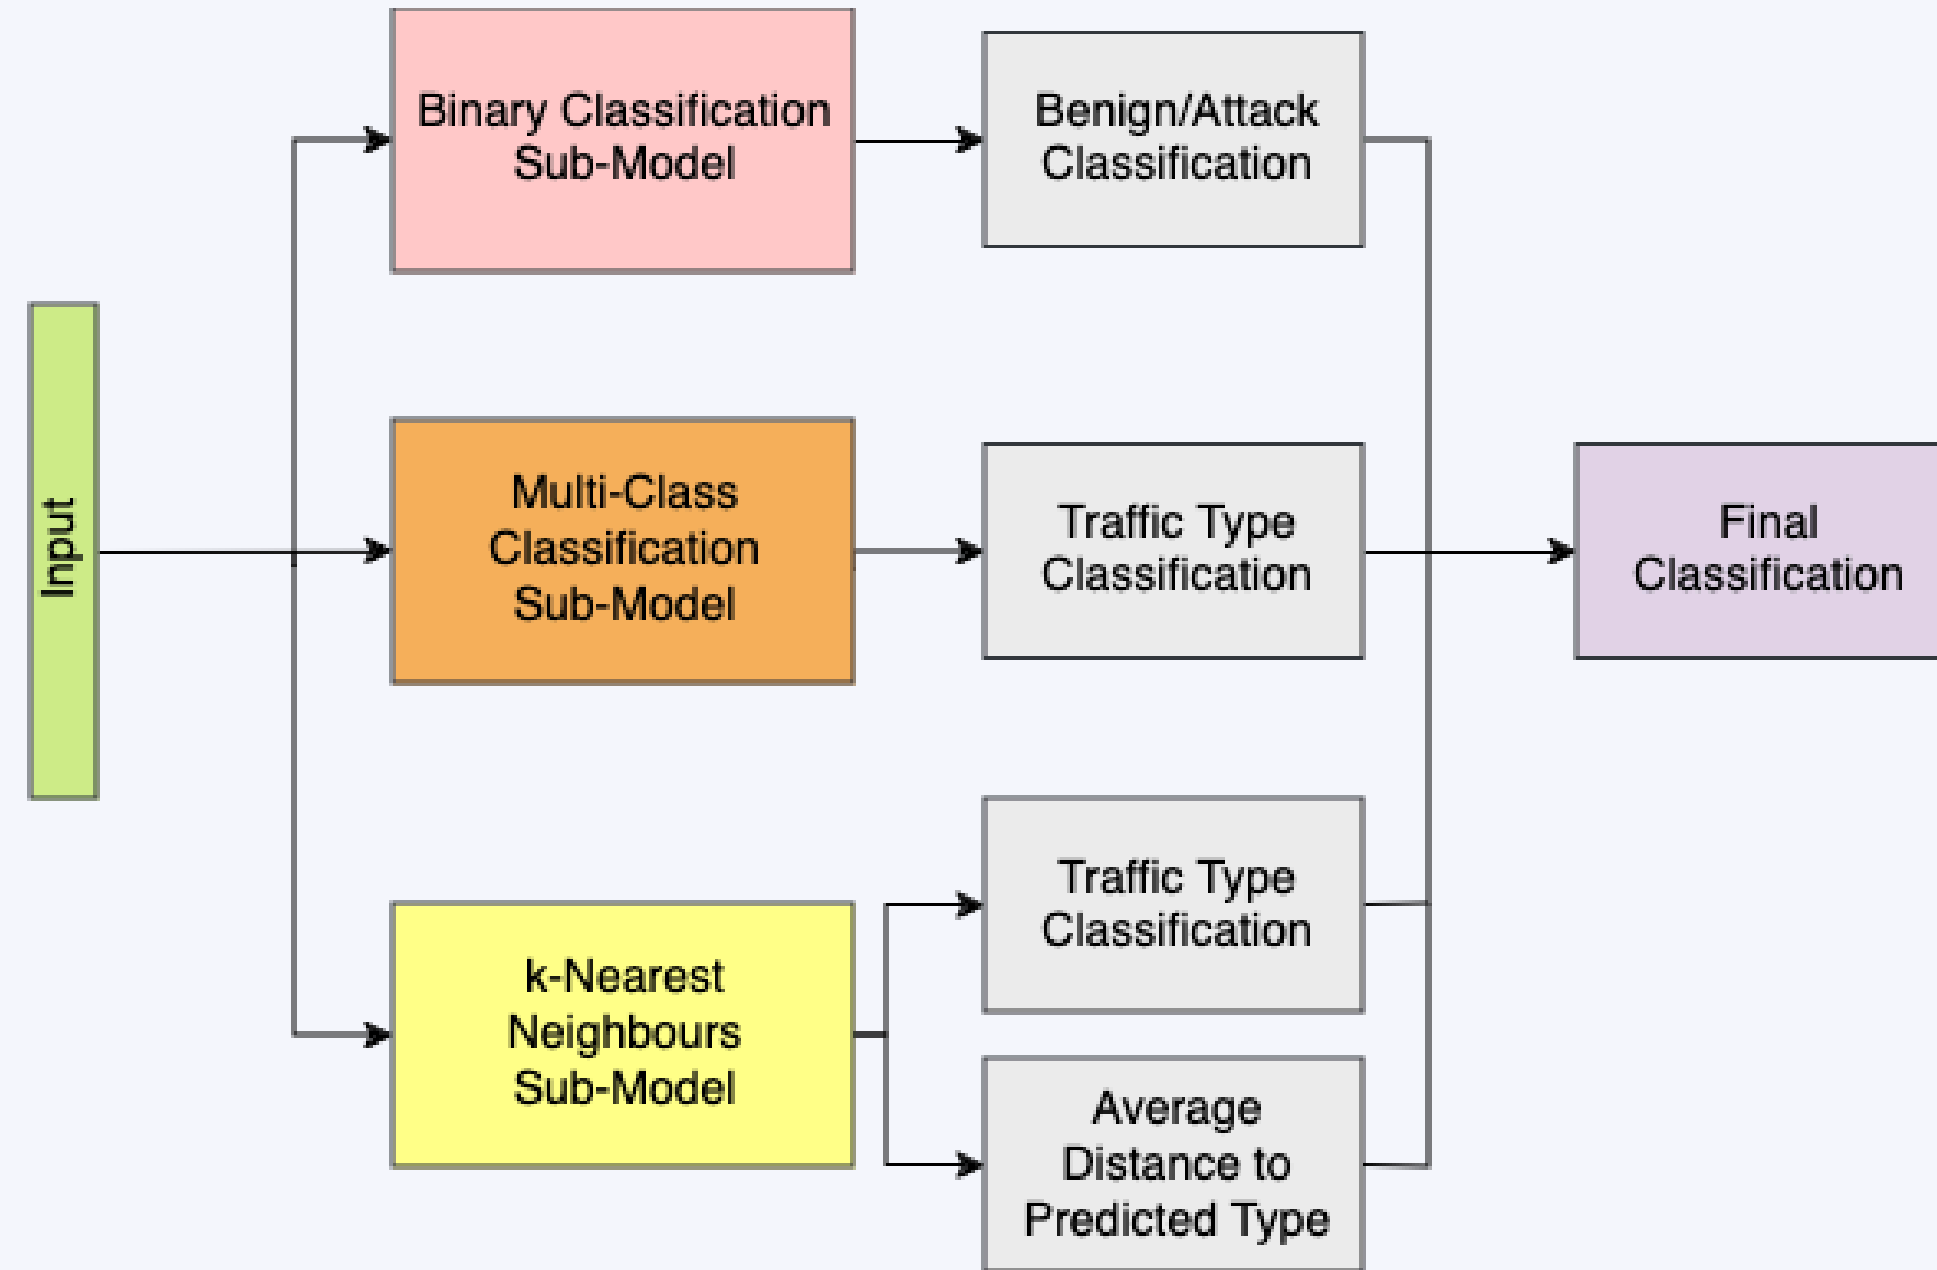 Input
Binary Classification
Sub-Model
Benign/Attack
Classification
Multi-Class
Classification
Sub-Model
Traffic Type
Classification
Final
Classification
k-Nearest
Neighbours
Sub-Model
Traffic Type
Classification
Average
Distance to
Predicted Type